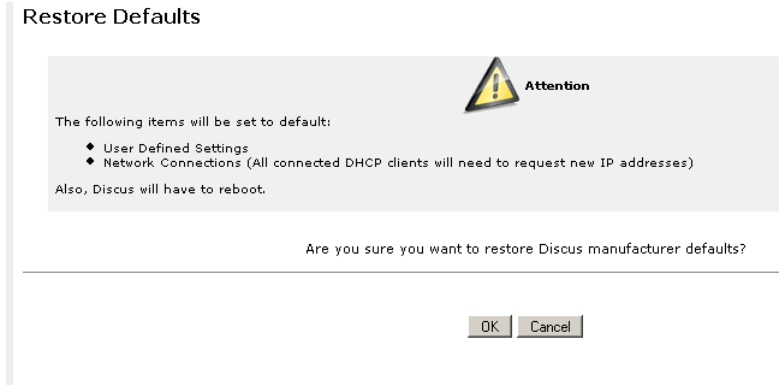 Restore Defaults
Attention
The following items will be set to default:
User Defined Settings
Network Connections (All connected DHCP clients will need to request new IP addresses)
Also, Discus will have to reboot.
Are you sure you want to restore Discus manufacturer defaults?
OK Cancel